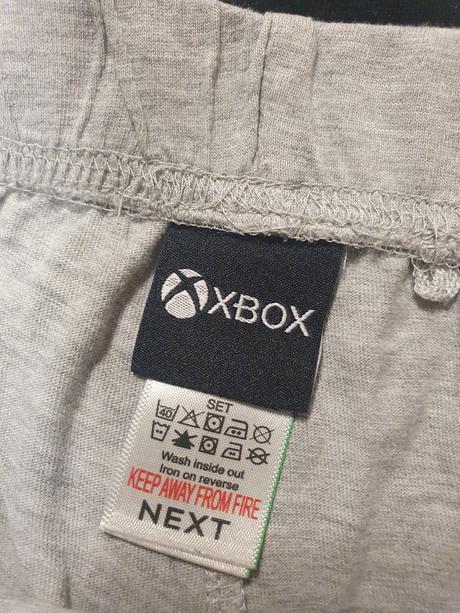 XBOX
SET
40
Wash inside out
Iron on reverse
KEEP AWAY FROM FIRE
NEXT